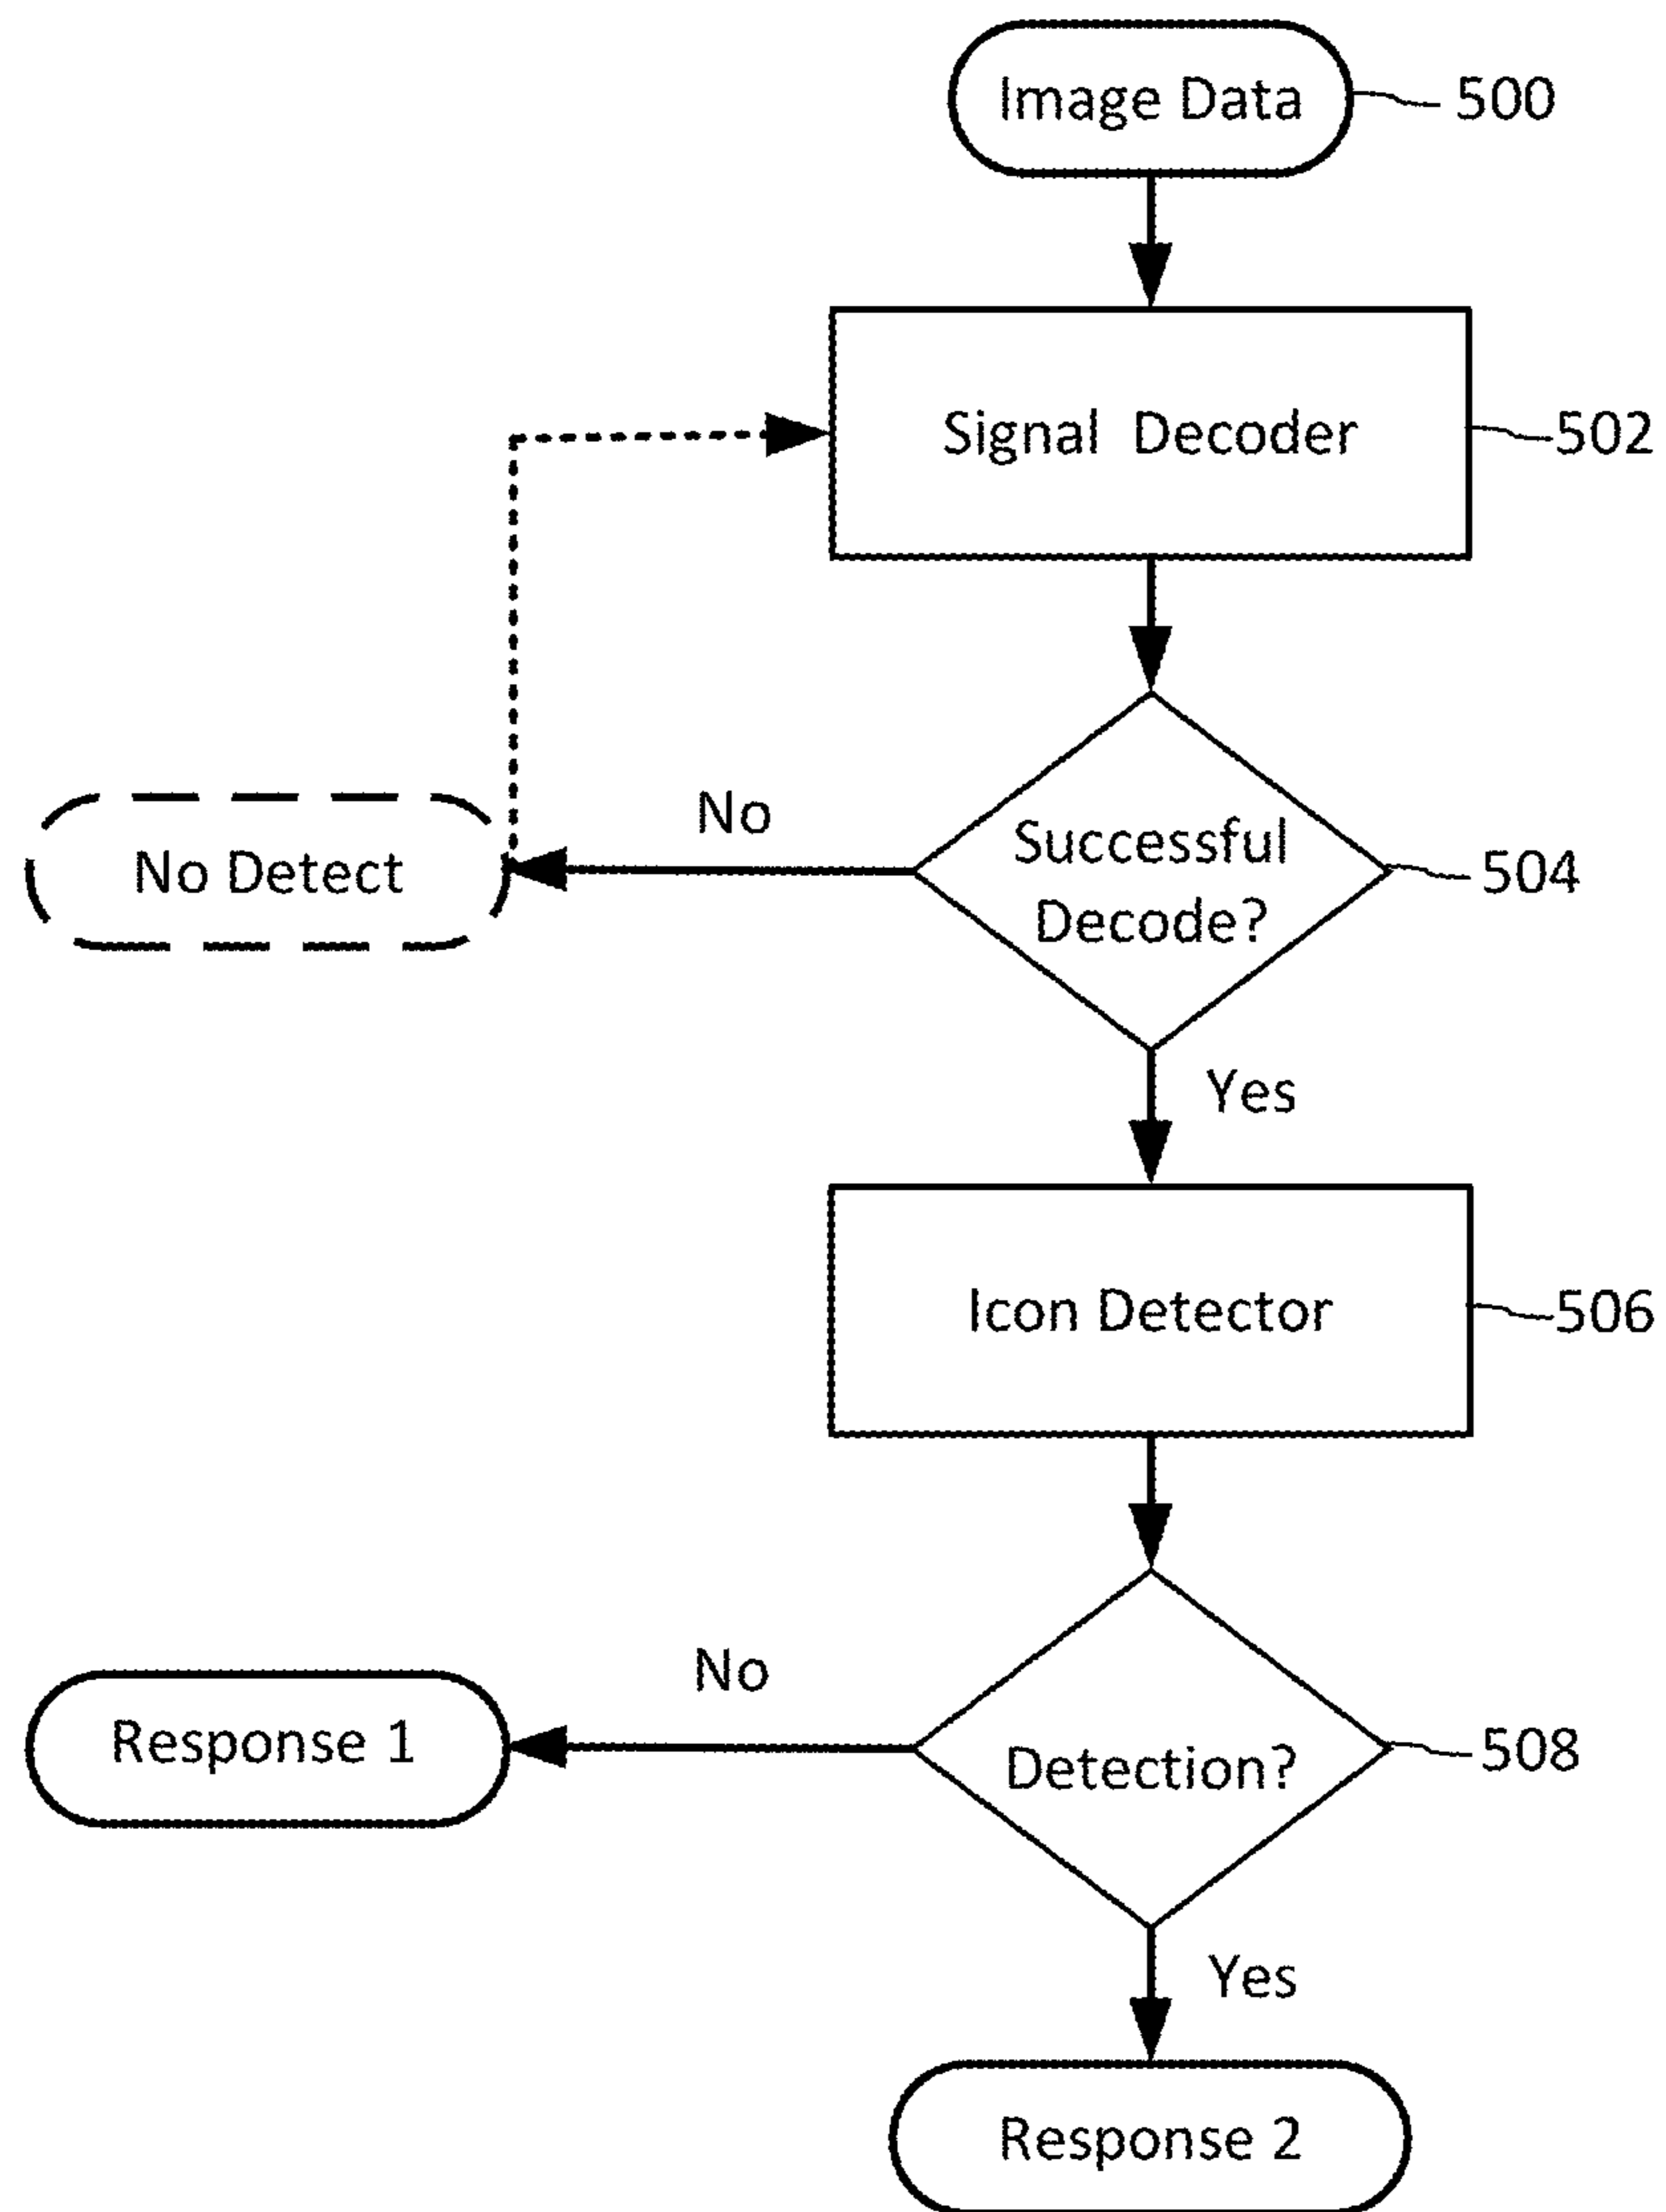 Image Data
500
Signal Decoder
502
No
No Detect
Successful
Decode?
504
Yes
Icon Detector
506
No
Response 1
Detection?
508
Yes
Response 2